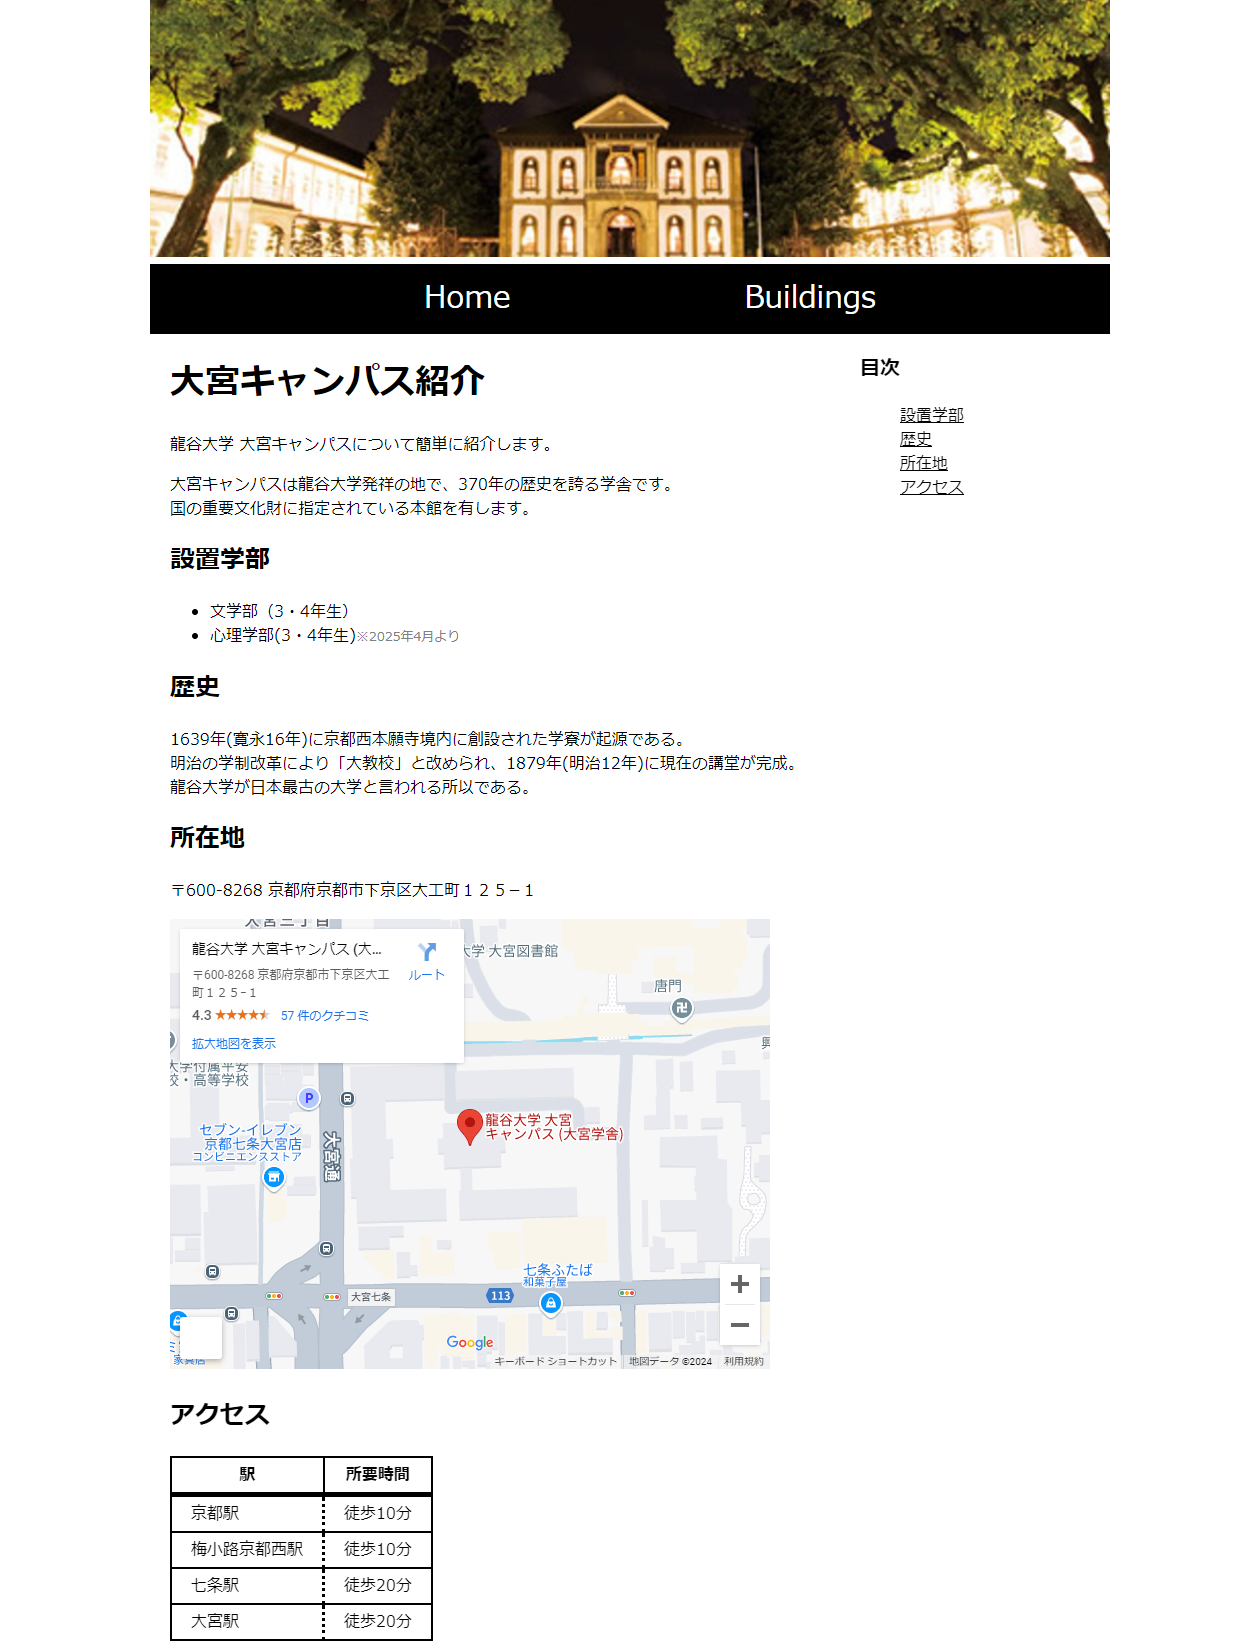 Home
Buildings
大宮キャンパス紹介
龍谷大学 大宮キャンパスについて簡単に紹介します。
大宮キャンパスは龍谷大学発祥の地で、370年の歴史を誇る学舎です。
国の重要文化財に指定されている本館を有します。
設置学部
• 文学部（3・4年生）
• 心理学部(3・4年生)※2025年4月より
歴史
1639年(寛永16年)に京都西本願寺境内に創設された学寮が起源である。
明治の学制改革により「大教校」と改められ、1879年(明治12年)に現在の講堂が完成。
龍谷大学が日本最古の大学と言われる所以である。
所在地
〒600-8268 京都府京都市下京区大工町１２５−１
大宮三丁目
龍谷大学 大宮キャンパス (大...
〒600-8268 京都府京都市下京区大工
町１２５−１
4.3
57 件のクチコミ
拡大地図を表示
ルート
大学 大宮図書館
唐門
興
大学付属平安
校・高等学校
P
龍谷大学 大宮
キャンパス (大宮学舎)
セブン-イレブン
京都七条大宮店
コンビニエンスストア
大宮通
七条ふたば
和菓子屋
大宮七条
113
家具店
Google
キーボード ショートカット
地図データ ©2024
利用規約
アクセス
駅 所要時間
京都駅 徒歩10分
梅小路京都西駅 徒歩10分
七条駅 徒歩20分
大宮駅 徒歩20分
目次
設置学部
歴史
所在地
アクセス